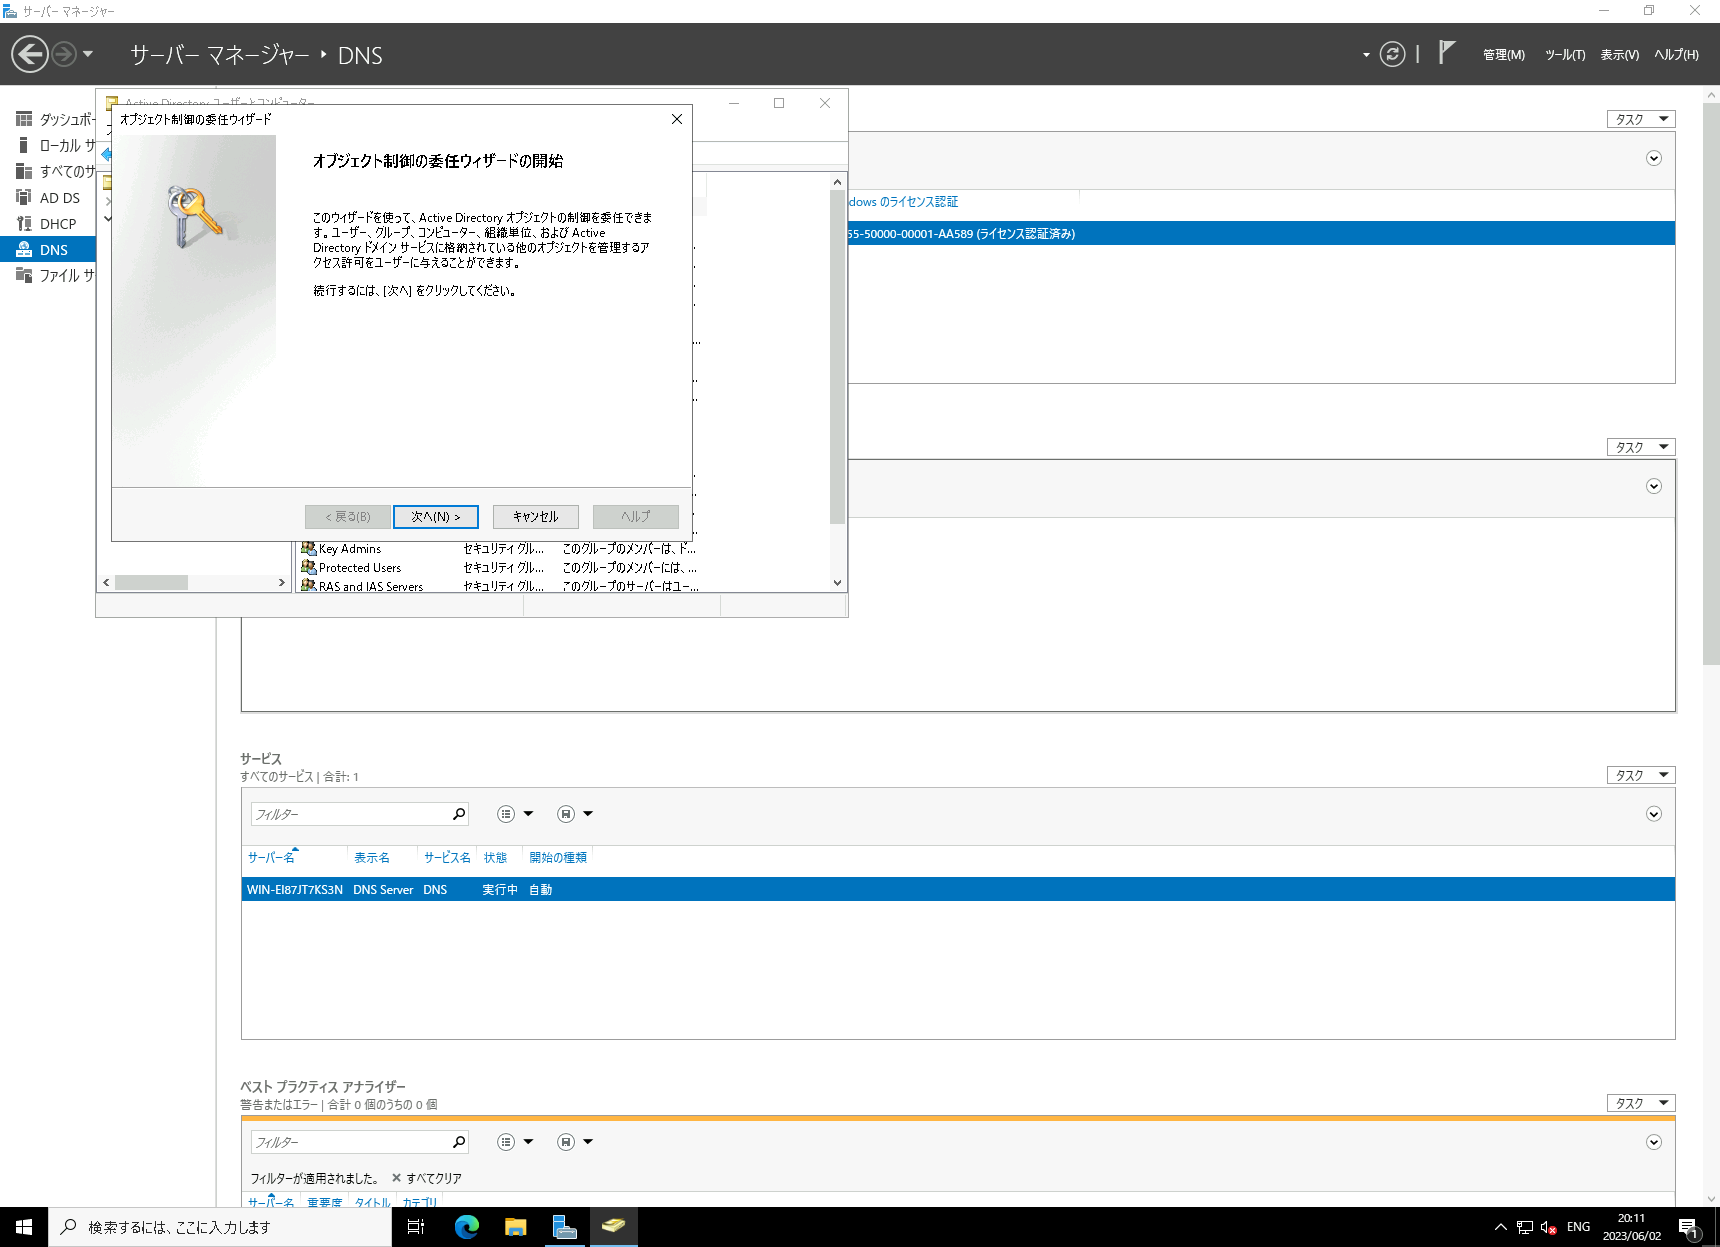 サーバー マネージャー
サーバー マネージャー ‣ DNS
管理(M) ツール(T) 表示(V) ヘルプ(H)
ダッシュボー
ローカル サ
すべてのサ
AD DS
DHCP
DNS
ファイル サ
Active Directory ユーザーとコンピューター
オブジェクト制御の委任ウィザード
オブジェクト制御の委任ウィザードの開始
このウィザードを使って、Active Directory オブジェクトの制御を委任できま
す。ユーザー、グループ、コンピューター、組織単位、および Active
Directory ドメイン サービスに格納されている他のオブジェクトを管理するア
クセス許可をユーザーに与えることができます。
続行するには、[次へ] をクリックしてください。
< 戻る(B) 次へ(N) > キャンセル ヘルプ
Key Admins セキュリティ グル... このグループのメンバーは、ド...
Protected Users セキュリティ グル... このグループのメンバーには、...
RAS and IAS Servers セキュリティ グル... このグループのサーバーはユー...
タスク
dows のライセンス認証
55-50000-00001-AA589 (ライセンス認証済み)
タスク
サービス
すべてのサービス | 合計: 1
タスク
フィルター
サーバー名 表示名 サービス名 状態 開始の種類
WIN-EI87JT7KS3N DNS Server DNS 実行中 自動
ベスト プラクティス アナライザー
警告またはエラー | 合計 0 個のうちの 0 個
タスク
フィルター
フィルターが適用されました。 ✕ すべてクリア
サーバー名 重要度 タイトル カテゴリ
検索するには、ここに入力します
ENG
20:11
2023/06/02
1